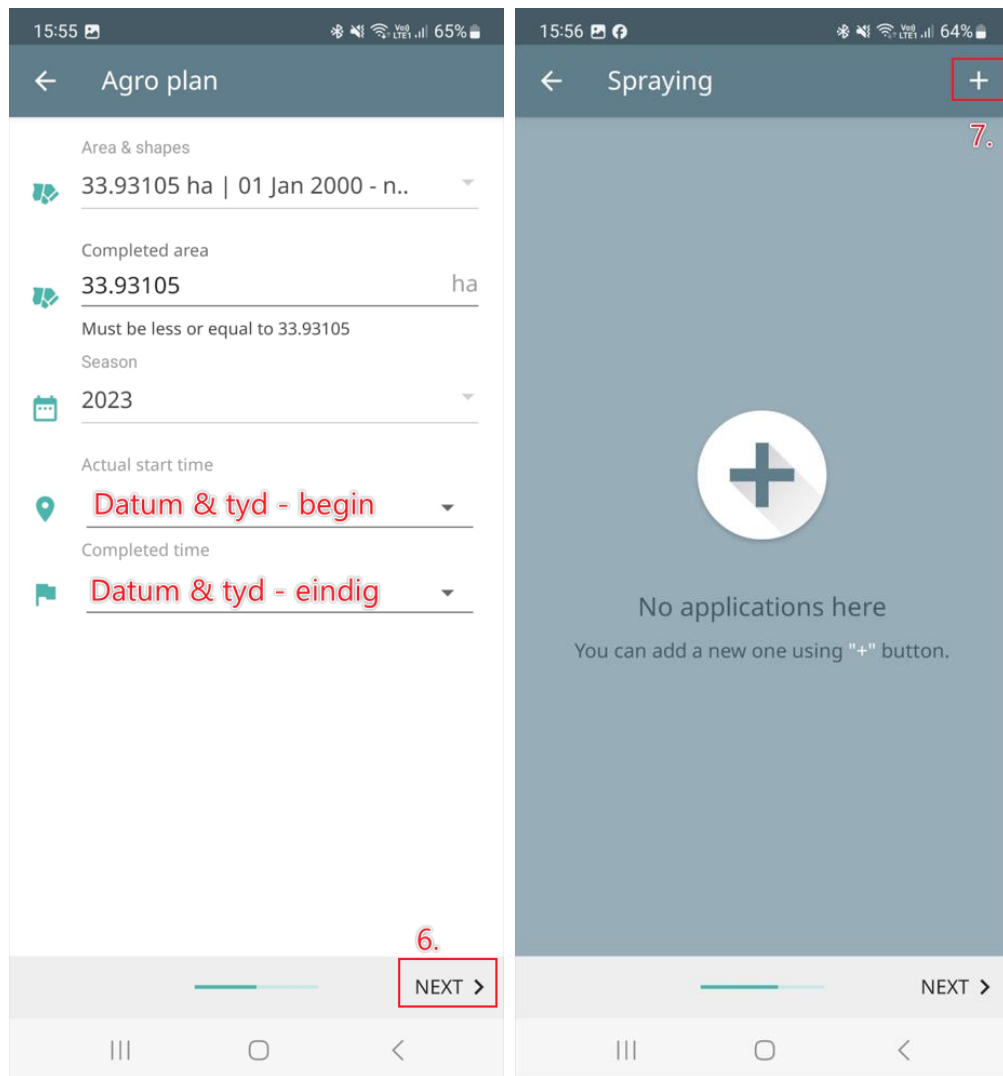 15:55
65%
Agro plan
Area & shapes
33.93105 ha | 01 Jan 2000 - n..
Completed area
33.93105 ha
Must be less or equal to 33.93105
Season
2023
Actual start time
Datum & tyd - begin
Completed time
Datum & tyd - eindig
6.
NEXT
15:56
64%
Spraying
7.
No applications here
You can add a new one using "+" button.
NEXT